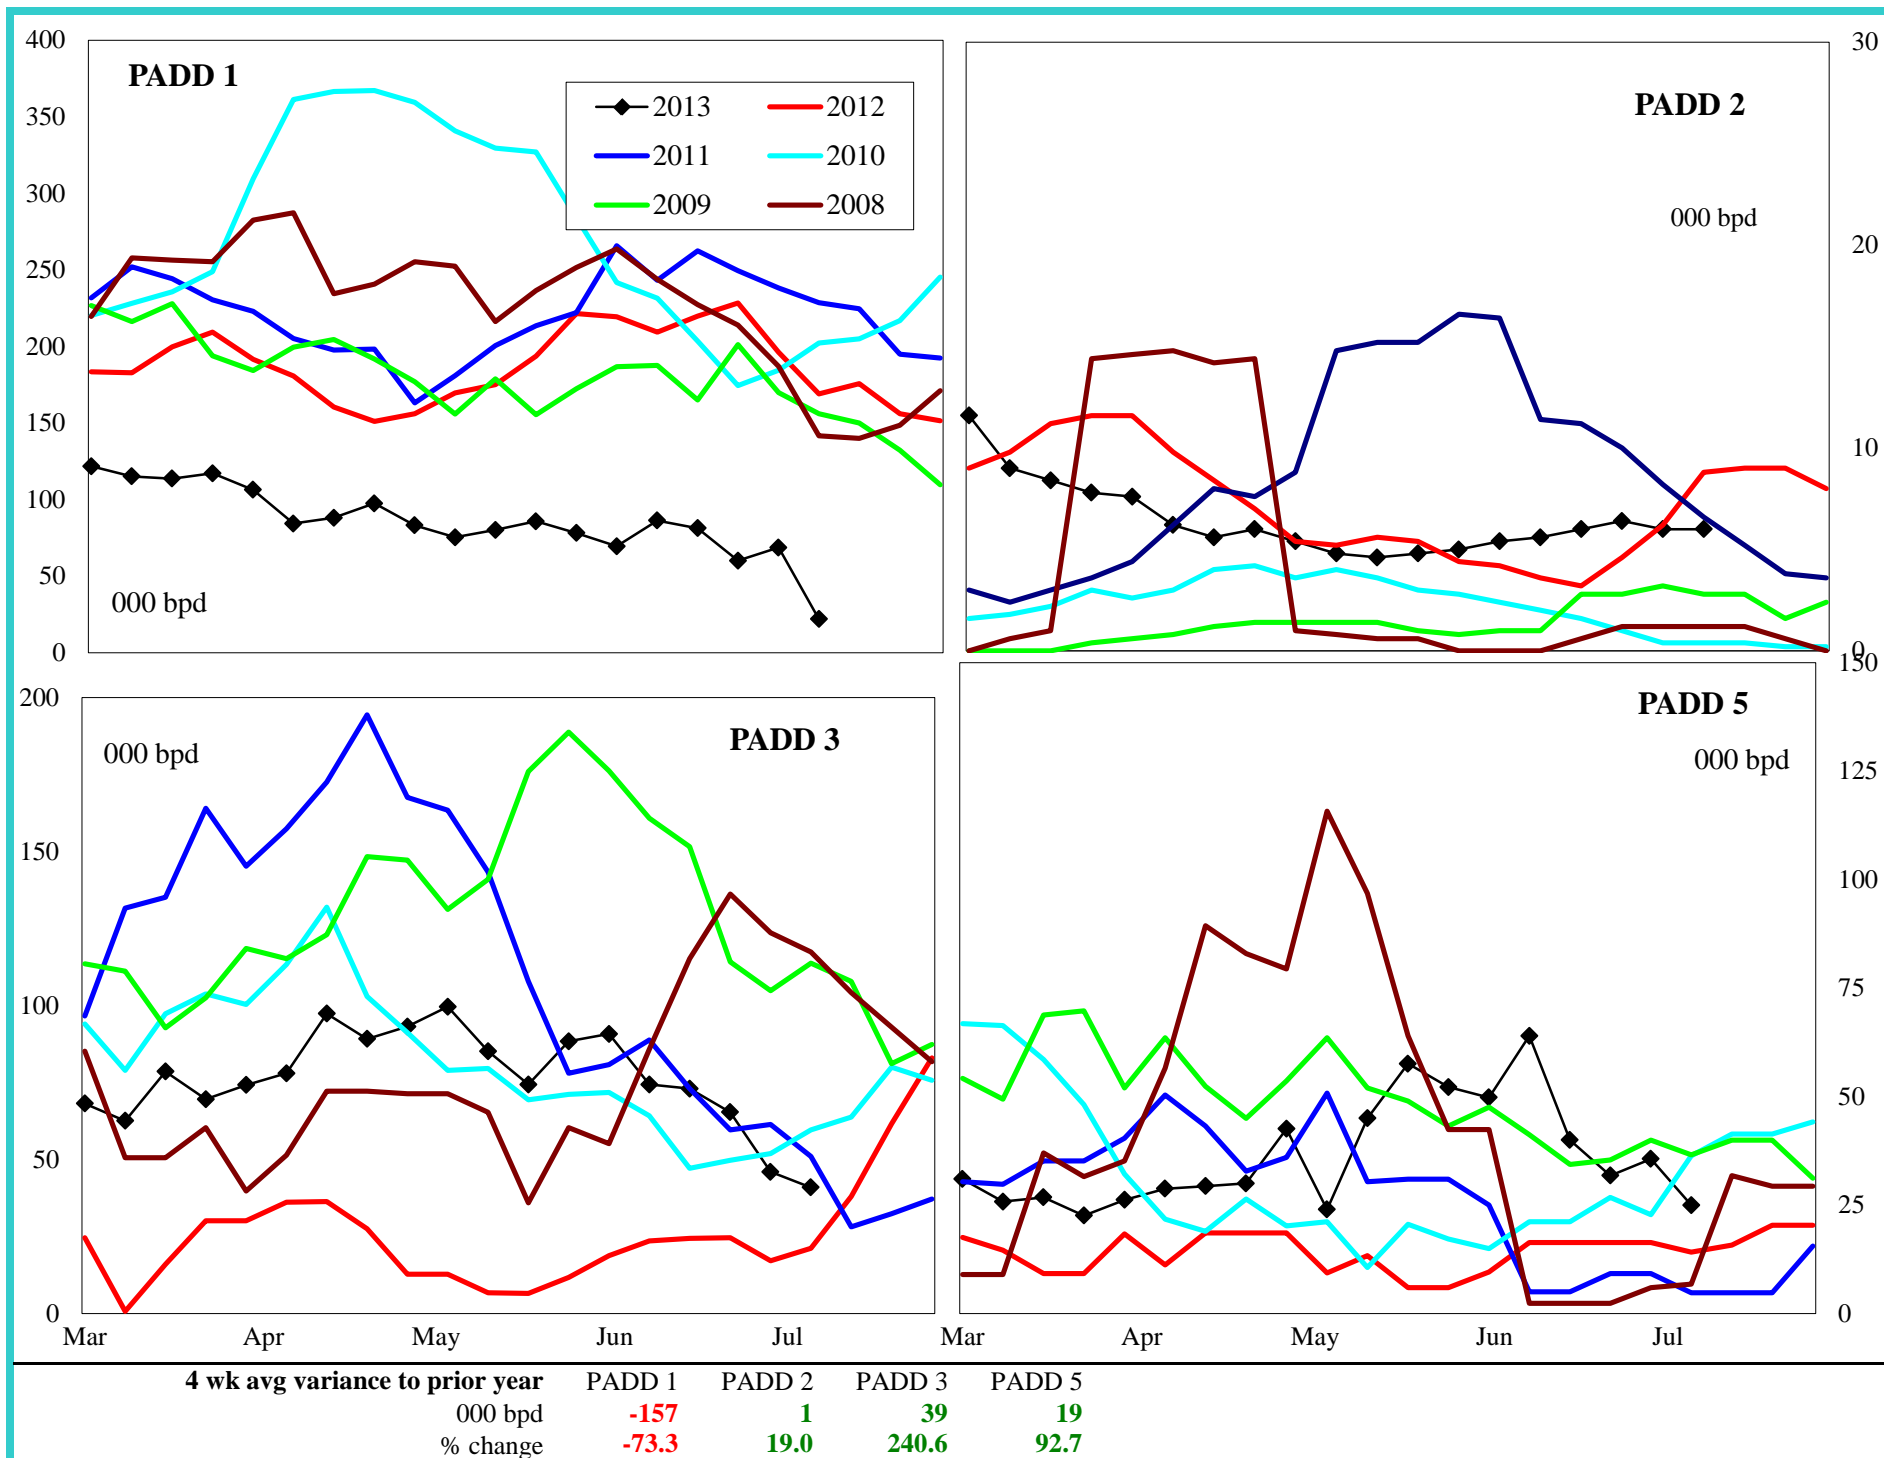 400
350
300
250
200
150
100
50
0
PADD 1
2013 2012
2011 2010
2009 2008
000 bpd
PADD 2
000 bpd
30
20
10
0
200
150
100
50
0
000 bpd
PADD 3
Mar Apr May Jun Jul
PADD 5
000 bpd
150
125
100
75
50
25
0
Mar Apr May Jun Jul
4 wk avg variance to prior year PADD 1 PADD 2 PADD 3 PADD 5
000 bpd -157 1 39 19
% change -73.3 19.0 240.6 92.7